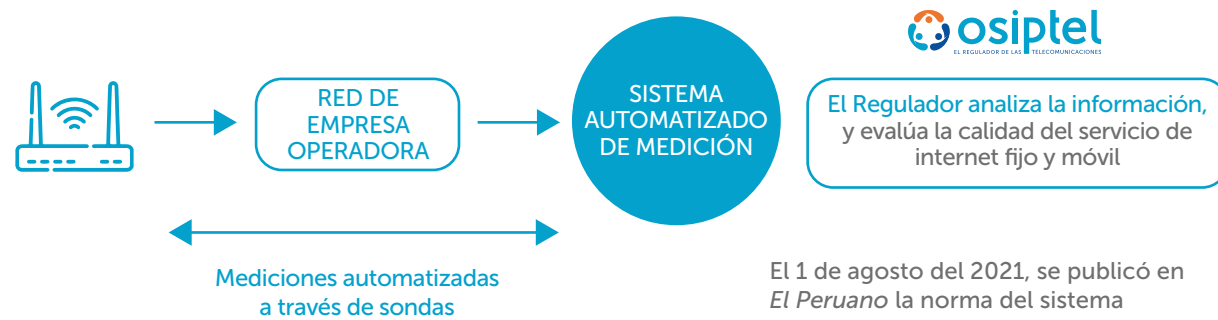 osiptel
EL REGULADOR DE LAS TELECOMUNICACIONES
RED DE
EMPRESA
OPERADORA
SISTEMA
AUTOMATIZADO
DE MEDICIÓN
El Regulador analiza la información,
y evalúa la calidad del servicio de
internet fijo y móvil
Mediciones automatizadas
a través de sondas
El 1 de agosto del 2021, se publicó en
El Peruano la norma del sistema